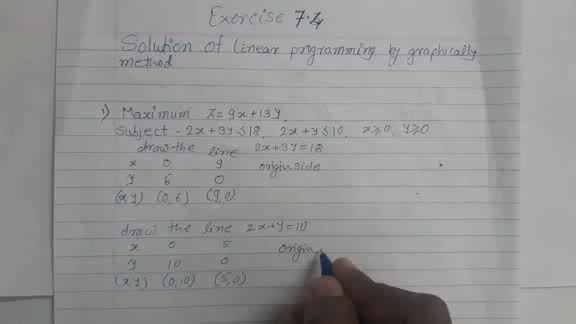 Exercise 7.4
Solution of linear prigramming by graphically
method
1) Maximum Z = 9x+13y
Subject - 2x+3y ≤ 18, 2x+y ≤ 10, x ≥ 0, y ≥ 0
draw the line 2x+3y = 18
x 0 9 origin side
y 6 0
(x,y) (0,6) (9,0)
draw the line 2x+y = 10
x 0 5 origin
y 10 0
(x,y) (0,10) (5,0)